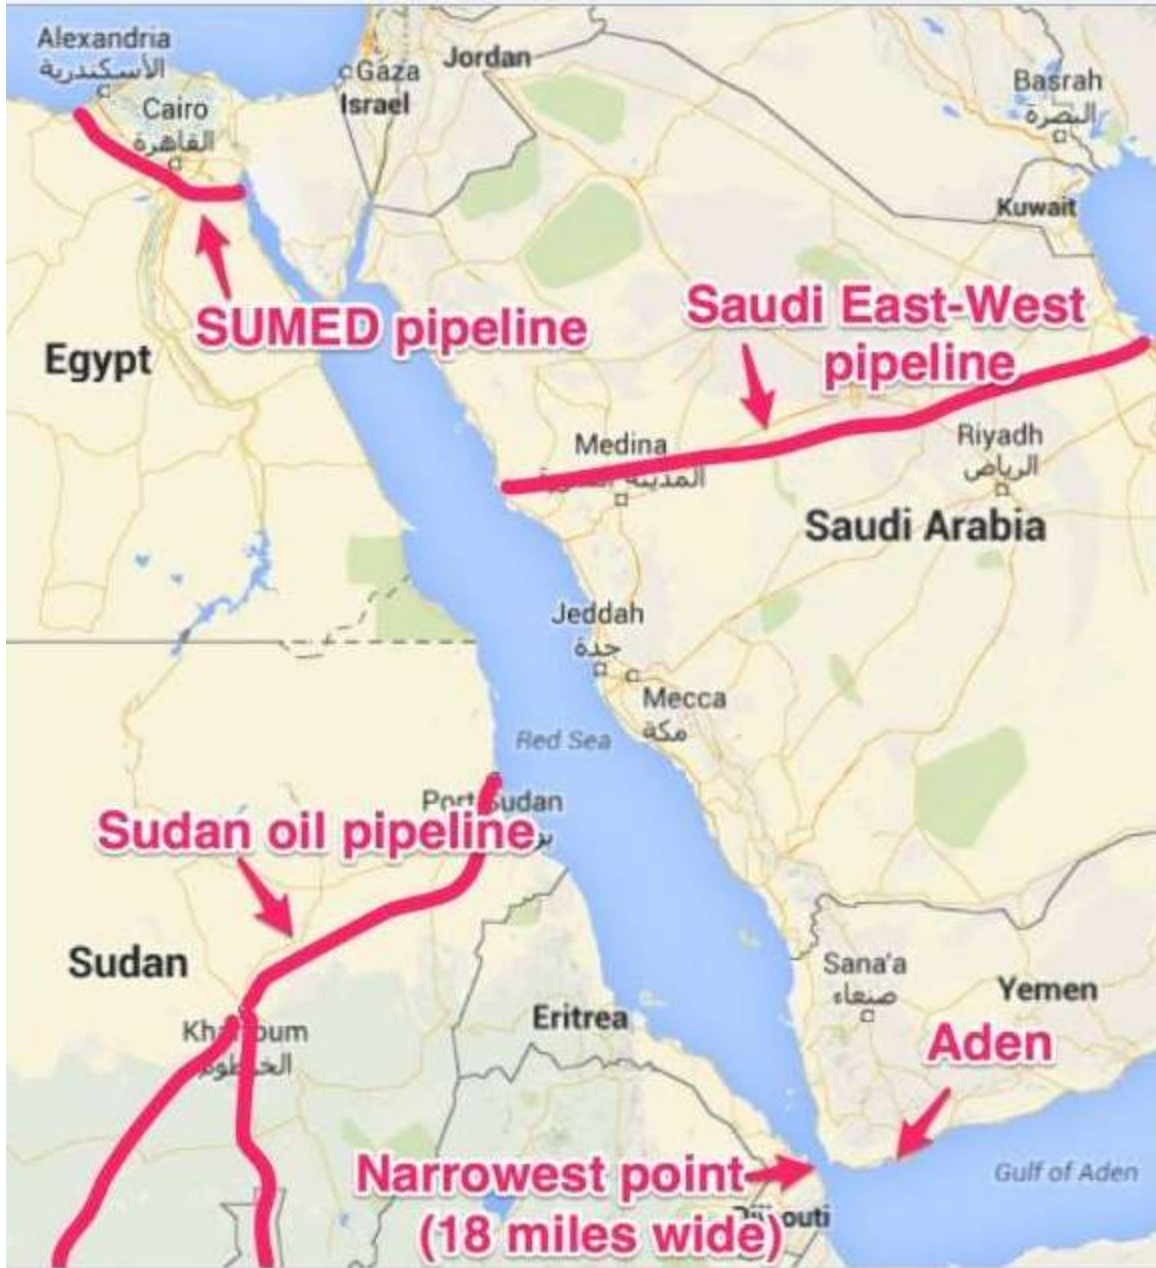 Alexandria
الأسكندرية
Cairo
القاهرة
Gaza
Israel
Jordan
Basrah
البصرة
Kuwait
SUMED pipeline
Saudi East-West
pipeline
Egypt
Medina
Riyadh
الرياض
Saudi Arabia
Jeddah
جدة
Mecca
مكة
Red Sea
Port Sudan
Sudan oil pipeline
Sudan
Sana'a
صنعاء
Yemen
Eritrea
Aden
Narrowest point
(18 miles wide)
Gulf of Aden